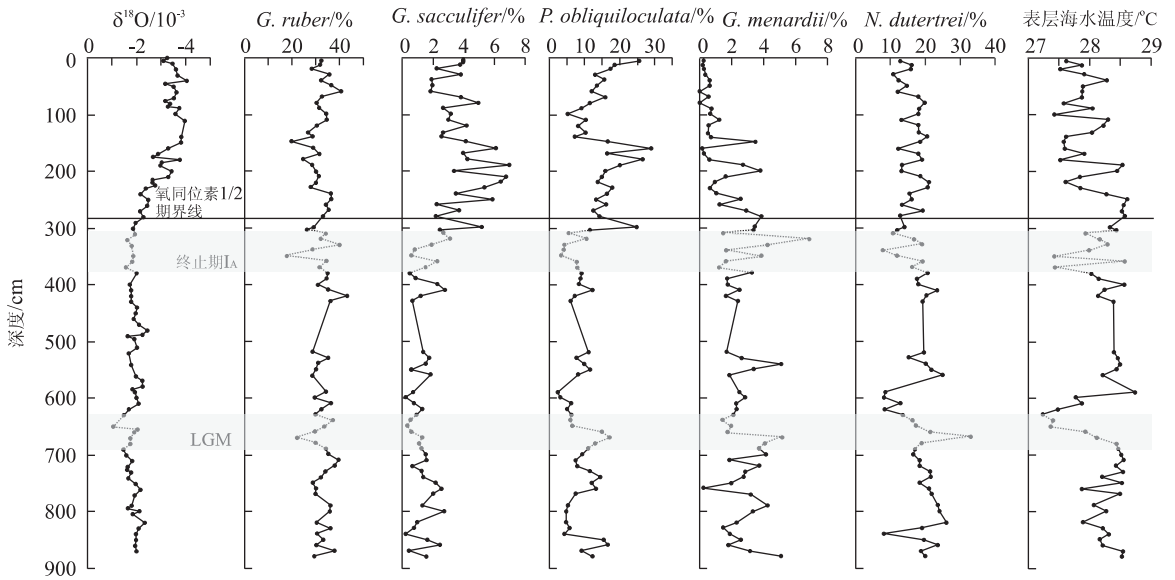 δ¹⁸O/10⁻³ G. ruber/% G. sacculifer/% P. obliquiloculata/% G. menardii/% N. dutertrei/% 表层海水温度/℃
0 -2 -4 0 20 40 0 2 4 6 8 0 10 20 30 0 2 4 6 8 0 10 20 30 40 27 28 29
0
100
200
氧同位素1/2
期界线
300
终止期IA
400
深度/cm
500
600
LGM
700
800
900